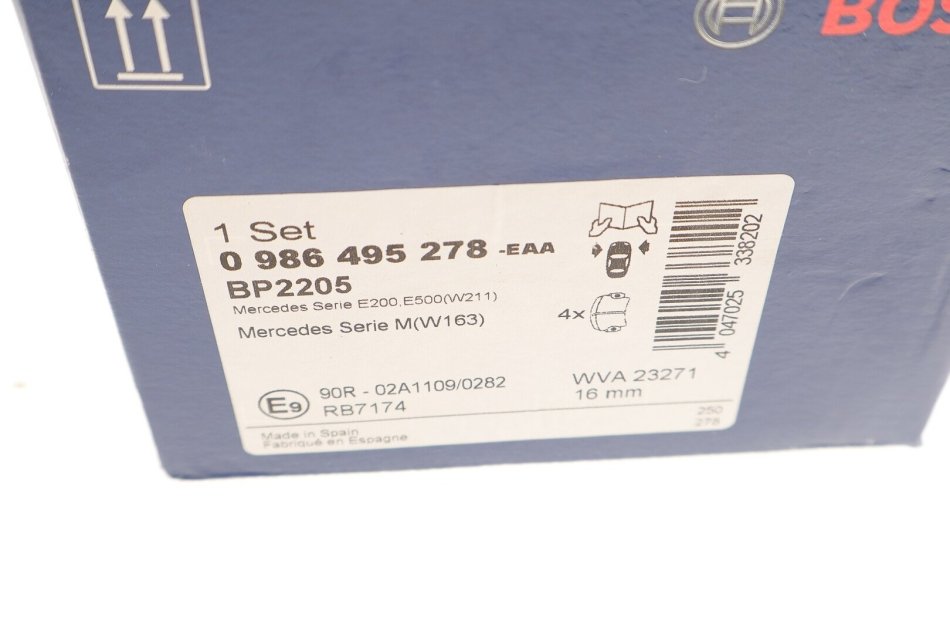 BOS
1 Set
0 986 495 278 -EAA
BP2205
Mercedes Serie E200,E500(W211)
Mercedes Serie M(W163)
4x
4 047025 338202
E9
90R - 02A1109/0282
RB7174
WVA 23271
16 mm
Made in Spain
Fabriqué en Espagne
250
278